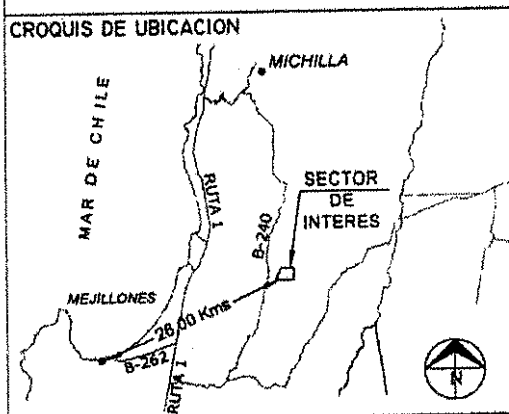 CROQUIS DE UBICACION
MICHILLA
MAR DE CHILE
RUTA 1
B-240
SECTOR
DE
INTERES
MEJILLONES
26.00 Kms
B-262
RUTA 1
N